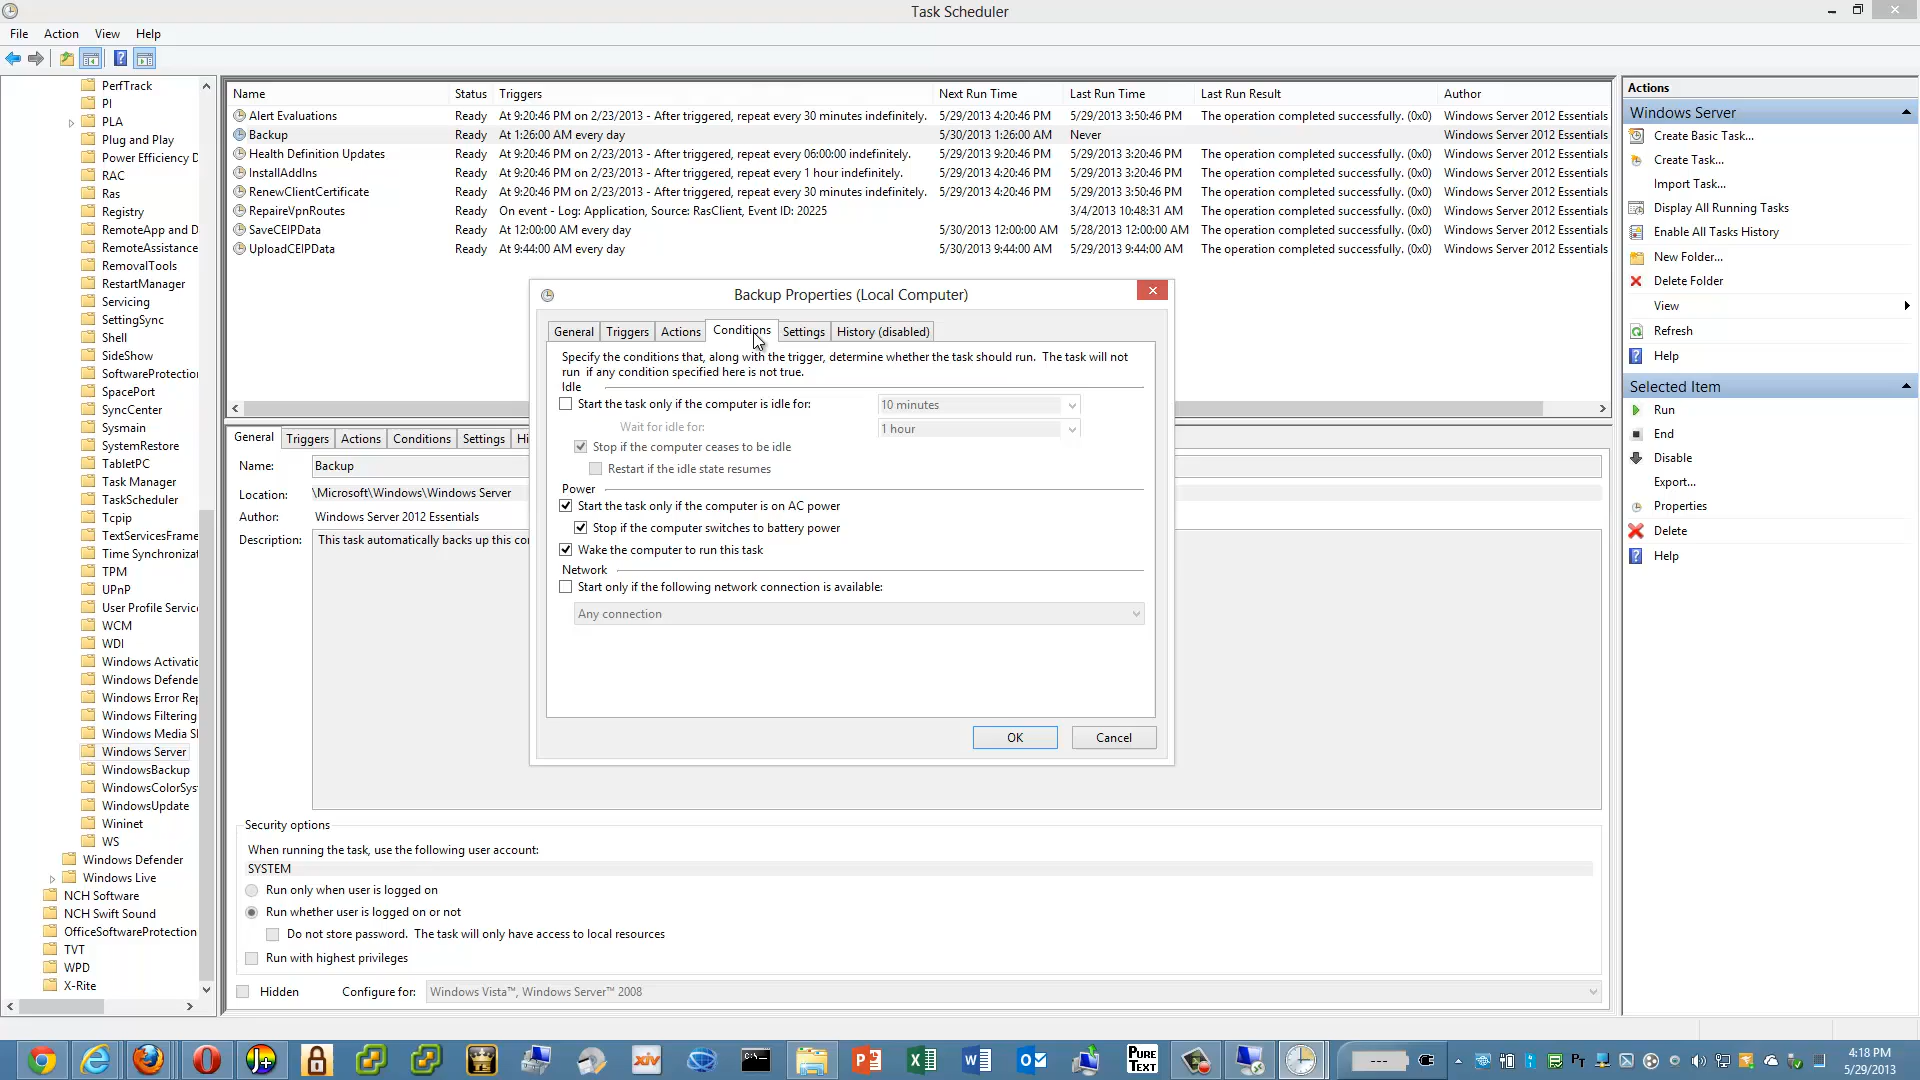 Task Scheduler
File Action View Help
PerfTrack
PI
PLA
Plug and Play
Power Efficiency D
RAC
Ras
Registry
RemoteApp and D
RemoteAssistance
RemovalTools
RestartManager
Servicing
SettingSync
Shell
SideShow
SoftwareProtectio
SpacePort
SyncCenter
Sysmain
SystemRestore
TabletPC
Task Manager
TaskScheduler
Tcpip
TextServicesFrame
Time Synchronizat
TPM
UPnP
User Profile Servic
WCM
WDI
Windows Activatic
Windows Defende
Windows Error Rep
Windows Filtering
Windows Media Sl
Windows Server
WindowsBackup
WindowsColorSys
WindowsUpdate
Wininet
WS
Windows Defender
Windows Live
NCH Software
NCH Swift Sound
OfficeSoftwareProtection
TVT
WPD
X-Rite
Name Status Triggers Next Run Time Last Run Time Last Run Result Author
Alert Evaluations Ready At 9:20:46 PM on 2/23/2013 - After triggered, repeat every 30 minutes indefinitely. 5/29/2013 4:20:46 PM 5/29/2013 3:50:46 PM The operation completed successfully. (0x0) Windows Server 2012 Essentials
Backup Ready At 1:26:00 AM every day 5/30/2013 1:26:00 AM Never Windows Server 2012 Essentials
Health Definition Updates Ready At 9:20:46 PM on 2/23/2013 - After triggered, repeat every 06:00:00 indefinitely. 5/29/2013 9:20:46 PM 5/29/2013 3:20:46 PM The operation completed successfully. (0x0) Windows Server 2012 Essentials
InstallAddIns Ready At 9:20:46 PM on 2/23/2013 - After triggered, repeat every 1 hour indefinitely. 5/29/2013 4:20:46 PM 5/29/2013 3:20:46 PM The operation completed successfully. (0x0) Windows Server 2012 Essentials
RenewClientCertificate Ready At 9:20:46 PM on 2/23/2013 - After triggered, repeat every 30 minutes indefinitely. 5/29/2013 4:20:46 PM 5/29/2013 3:50:46 PM The operation completed successfully. (0x0) Windows Server 2012 Essentials
RepaireVpnRoutes Ready On event - Log: Application, Source: RasClient, Event ID: 20225 3/4/2013 10:48:31 AM The operation completed successfully. (0x0) Windows Server 2012 Essentials
SaveCEIPData Ready At 12:00:00 AM every day 5/30/2013 12:00:00 AM 5/28/2013 12:00:00 AM The operation completed successfully. (0x0) Windows Server 2012 Essentials
UploadCEIPData Ready At 9:44:00 AM every day 5/30/2013 9:44:00 AM 5/29/2013 9:44:00 AM The operation completed successfully. (0x0) Windows Server 2012 Essentials
General Triggers Actions Conditions Settings Hi
Name: Backup
Location: \Microsoft\Windows\Windows Server
Author: Windows Server 2012 Essentials
Description: This task automatically backs up this cor
Security options
When running the task, use the following user account:
SYSTEM
Run only when user is logged on
Run whether user is logged on or not
Do not store password. The task will only have access to local resources
Run with highest privileges
Hidden Configure for: Windows Vista™, Windows Server™ 2008
Backup Properties (Local Computer)
General Triggers Actions Conditions Settings History (disabled)
Specify the conditions that, along with the trigger, determine whether the task should run. The task will not
run if any condition specified here is not true.
Idle
Start the task only if the computer is idle for: 10 minutes
Wait for idle for: 1 hour
Stop if the computer ceases to be idle
Restart if the idle state resumes
Power
Start the task only if the computer is on AC power
Stop if the computer switches to battery power
Wake the computer to run this task
Network
Start only if the following network connection is available:
Any connection
OK Cancel
Actions
Windows Server
Create Basic Task...
Create Task...
Import Task...
Display All Running Tasks
Enable All Tasks History
New Folder...
Delete Folder
View
Refresh
Help
Selected Item
Run
End
Disable
Export...
Properties
Delete
Help
xiv
PURE
TEXT
---
4:18 PM
5/29/2013